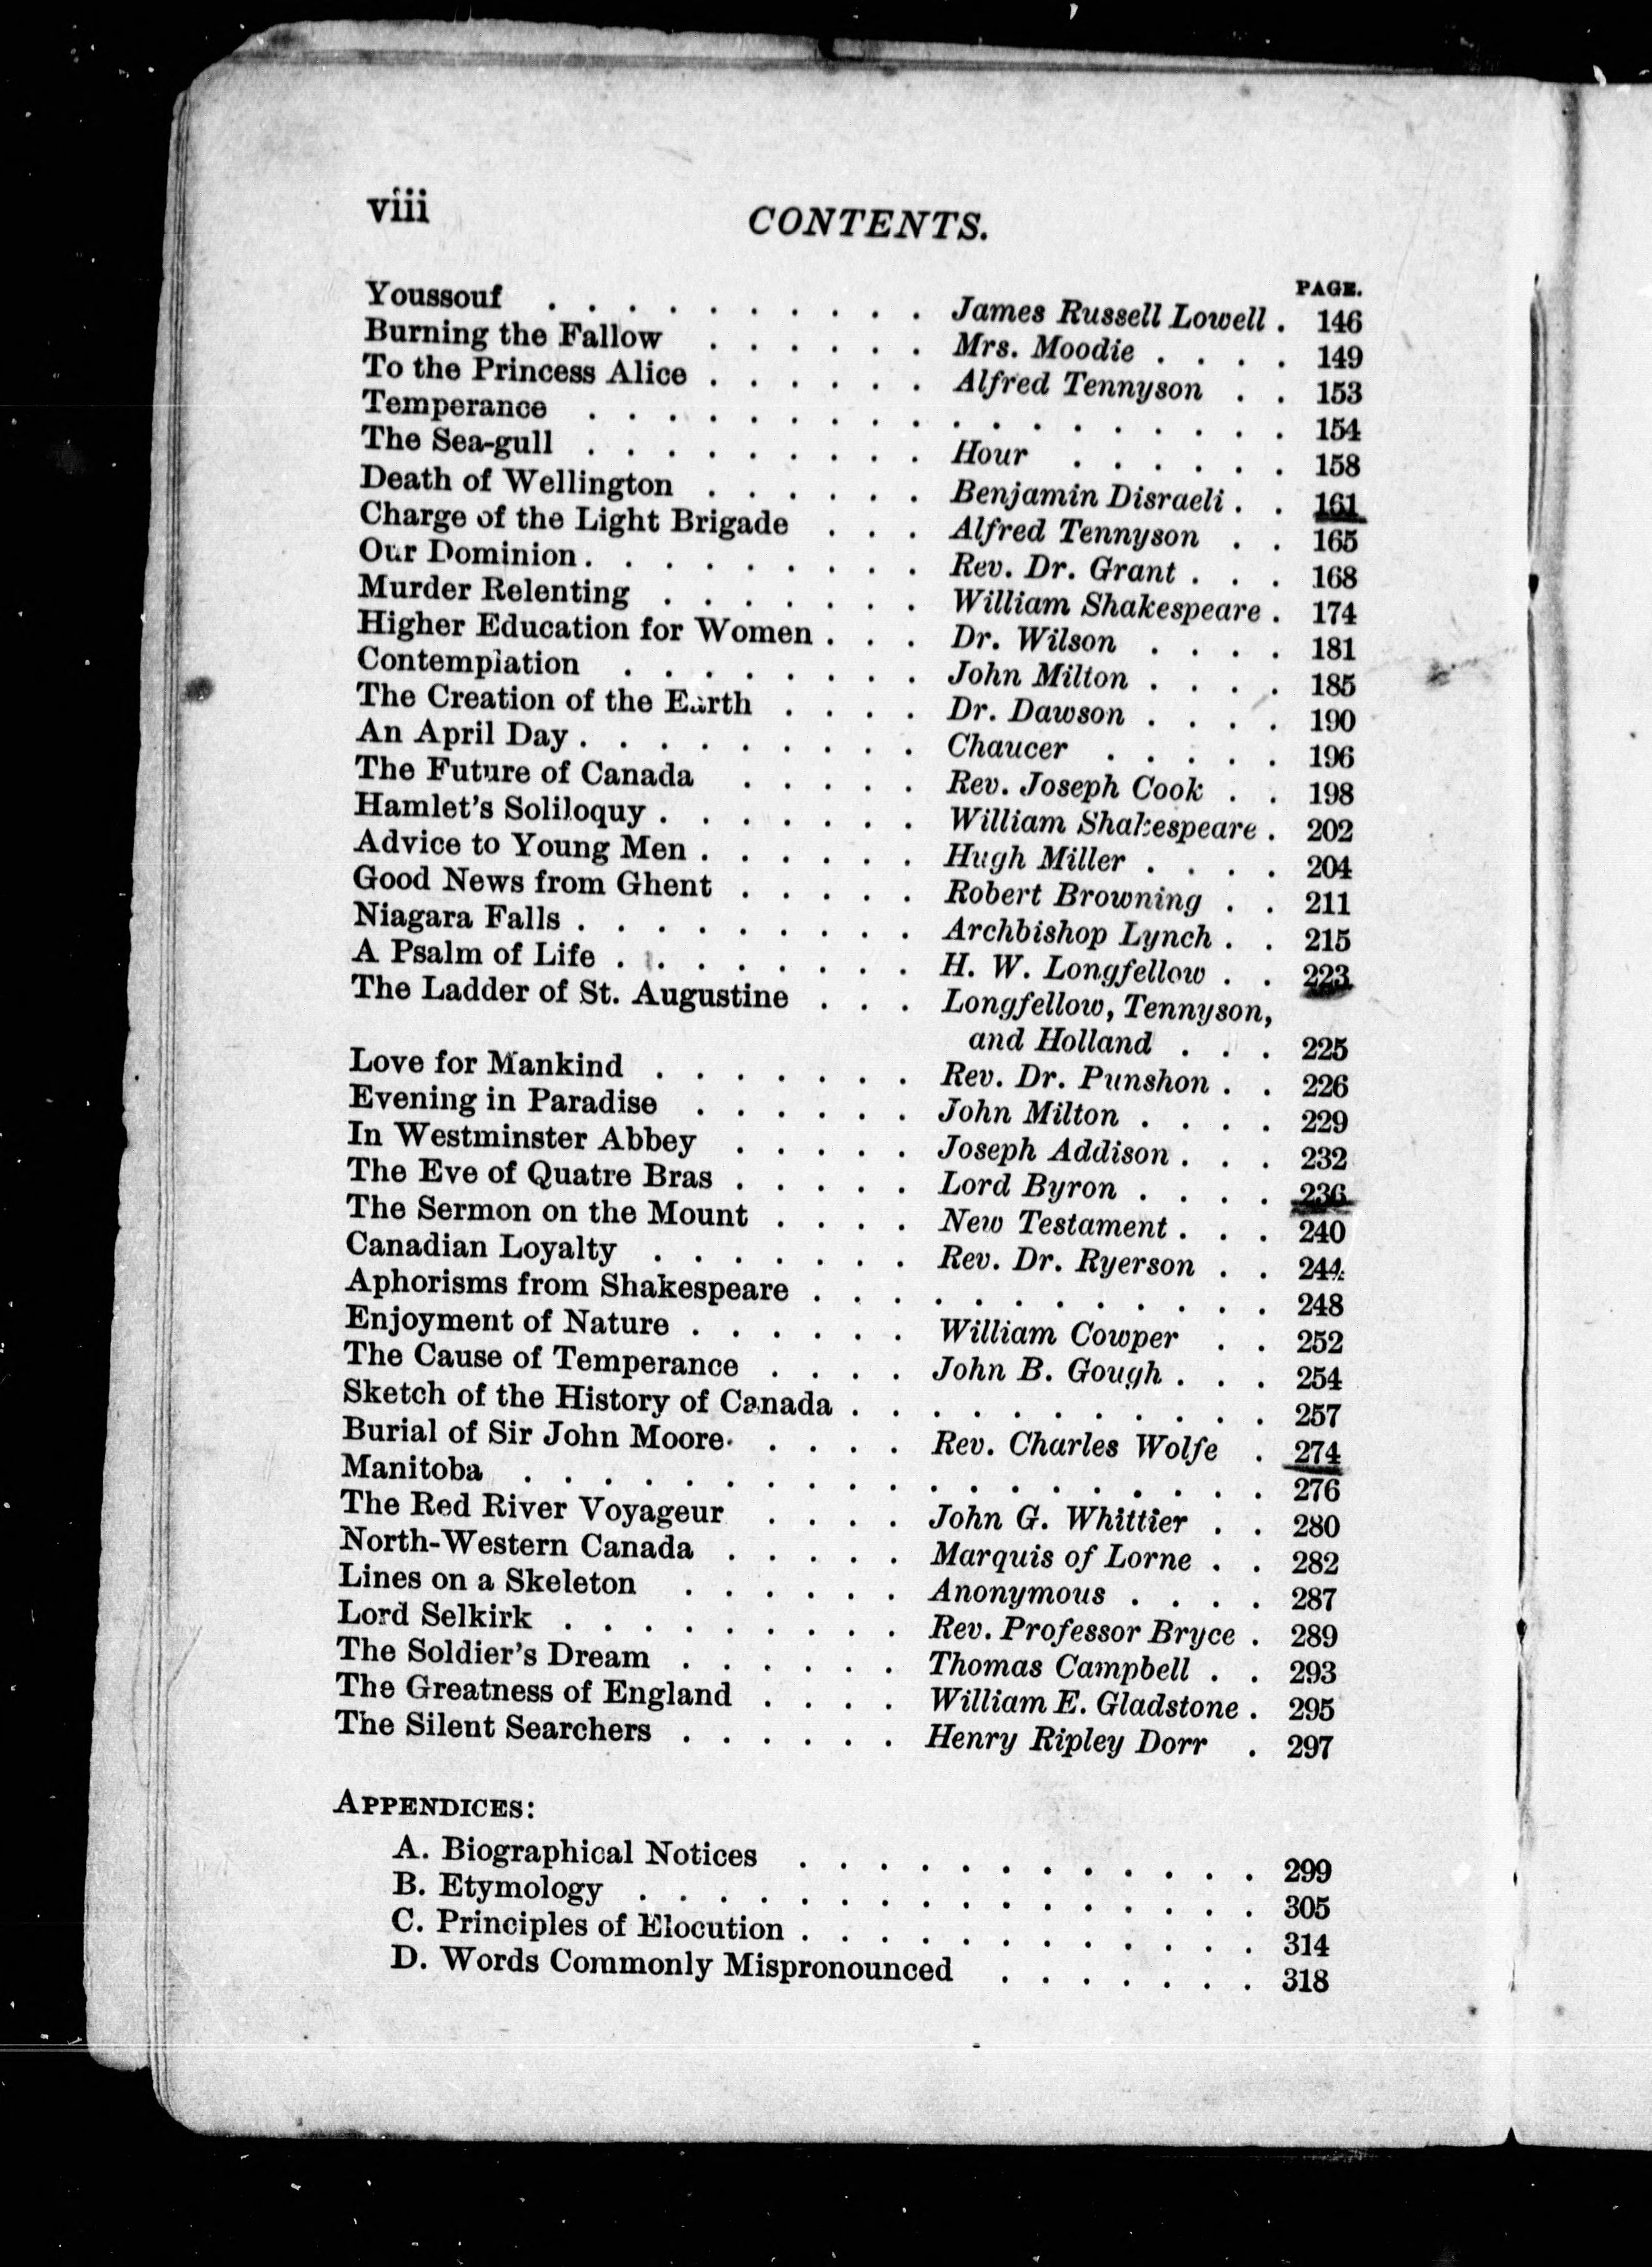 viii
CONTENTS.
PAGE.
Youssouf . . . . . . . . . . James Russell Lowell . 146
Burning the Fallow . . . . . . Mrs. Moodie . . . . 149
To the Princess Alice . . . . . . Alfred Tennyson . . 153
Temperance . . . . . . . . . . . . . . . . . . 154
The Sea-gull . . . . . . . . . Hour . . . . . . 158
Death of Wellington . . . . . . Benjamin Disraeli . . 161
Charge of the Light Brigade . . . Alfred Tennyson . . 165
Our Dominion . . . . . . . . . Rev. Dr. Grant . . . 168
Murder Relenting . . . . . . . William Shakespeare . 174
Higher Education for Women . . . Dr. Wilson . . . . 181
Contemplation . . . . . . . . John Milton . . . . 185
The Creation of the Earth . . . . Dr. Dawson . . . . 190
An April Day . . . . . . . . . Chaucer . . . . . 196
The Future of Canada . . . . . Rev. Joseph Cook . . 198
Hamlet's Soliloquy . . . . . . . William Shakespeare . 202
Advice to Young Men . . . . . . Hugh Miller . . . . 204
Good News from Ghent . . . . . Robert Browning . . 211
Niagara Falls . . . . . . . . . Archbishop Lynch . . 215
A Psalm of Life . . . . . . . . H. W. Longfellow . . 223
The Ladder of St. Augustine . . . Longfellow, Tennyson,
and Holland . . . 225
Love for Mankind . . . . . . . Rev. Dr. Punshon . . 226
Evening in Paradise . . . . . . John Milton . . . . 229
In Westminster Abbey . . . . . Joseph Addison . . . 232
The Eve of Quatre Bras . . . . . Lord Byron . . . . 236
The Sermon on the Mount . . . . New Testament . . . 240
Canadian Loyalty . . . . . . . Rev. Dr. Ryerson . . 244
Aphorisms from Shakespeare . . . . . . . . . . . . 248
Enjoyment of Nature . . . . . . William Cowper . . 252
The Cause of Temperance . . . . John B. Gough . . . 254
Sketch of the History of Canada . . . . . . . . . . . 257
Burial of Sir John Moore . . . . Rev. Charles Wolfe . 274
Manitoba . . . . . . . . . . . . . . . . . . . 276
The Red River Voyageur . . . . John G. Whittier . . 280
North-Western Canada . . . . . Marquis of Lorne . . 282
Lines on a Skeleton . . . . . . Anonymous . . . . 287
Lord Selkirk . . . . . . . . . Rev. Professor Bryce . 289
The Soldier's Dream . . . . . . Thomas Campbell . . 293
The Greatness of England . . . . William E. Gladstone . 295
The Silent Searchers . . . . . . Henry Ripley Dorr . 297
APPENDICES:
A. Biographical Notices . . . . . . . . . . . . 299
B. Etymology . . . . . . . . . . . . . . . . 305
C. Principles of Elocution . . . . . . . . . . . . 314
D. Words Commonly Mispronounced . . . . . . . 318